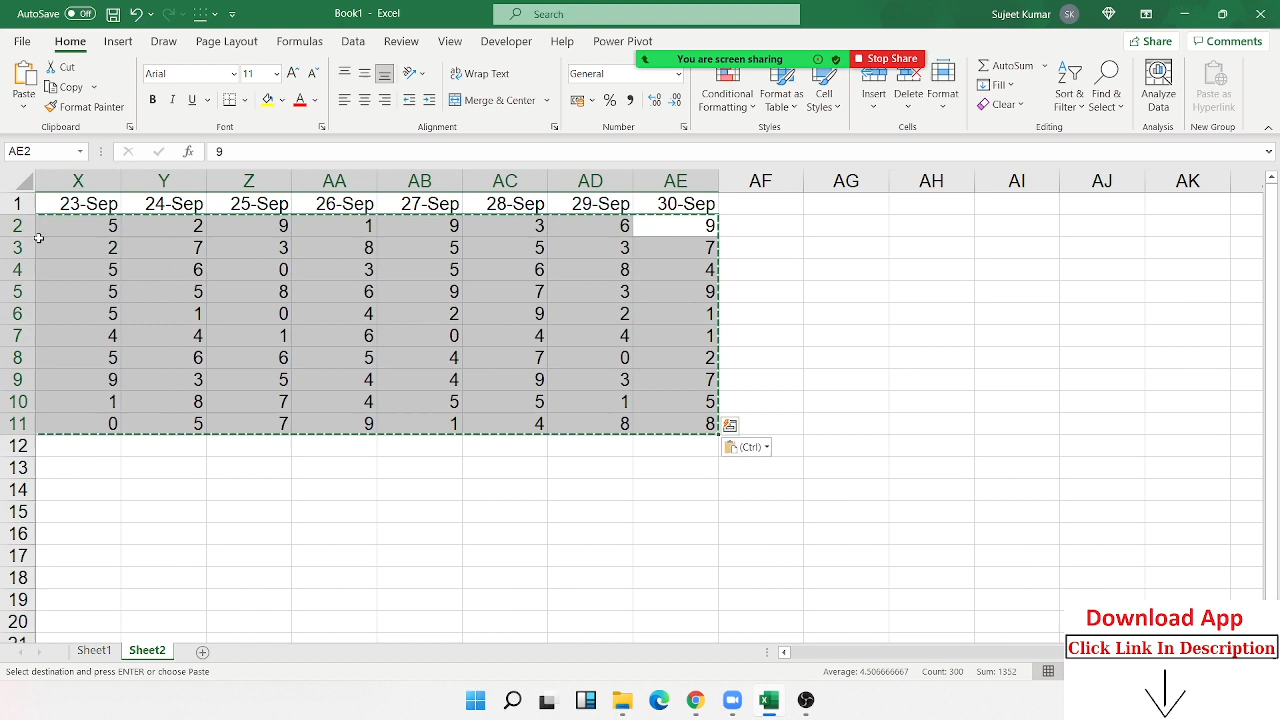 AutoSave Off Book1 - Excel Search Sujeet Kumar SK
File Home Insert Draw Page Layout Formulas Data Review View Developer Help Power Pivot Share Comments
You are screen sharing Stop Share
Paste Cut Copy Format Painter Clipboard
Arial 11 B I U A Font
Wrap Text Merge & Center Alignment
General % Number
Conditional Formatting Format as Table Cell Styles Styles
Insert Delete Format Cells
AutoSum Fill Clear Sort & Filter Find & Select Editing
Analyze Data Analysis
Paste as Hyperlink New Group
AE2 fx 9
X Y Z AA AB AC AD AE AF AG AH AI AJ AK
1 23-Sep 24-Sep 25-Sep 26-Sep 27-Sep 28-Sep 29-Sep 30-Sep
2 5 2 9 1 9 3 6 9
3 2 7 3 8 5 5 3 7
4 5 6 0 3 5 6 8 4
5 5 5 8 6 9 7 3 9
6 5 1 0 4 2 9 2 1
7 4 4 1 6 0 4 4 1
8 5 6 6 5 4 7 0 2
9 9 3 5 4 4 9 3 7
10 1 8 7 4 5 5 1 5
11 0 5 7 9 1 4 8 8
12 (Ctrl)
13
14
15
16
17
18
19
20
21
Download App
Click Link In Description
Sheet1 Sheet2
Select destination and press ENTER or choose Paste Average: 4.506666667 Count: 300 Sum: 1352